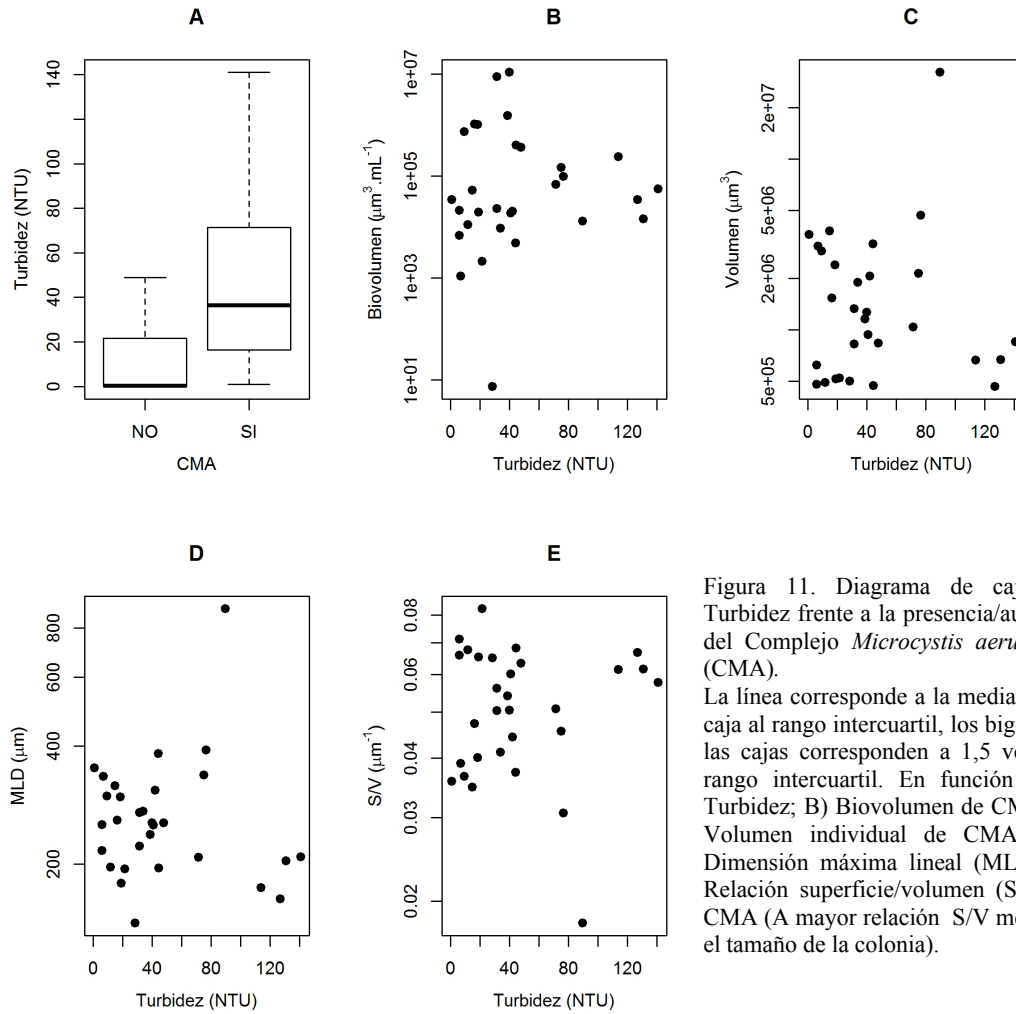 A
Turbidez (NTU)
0 20 40 60 80 100 140
NO SI
CMA
B
Biovolumen (μm³.mL⁻¹)
1e+01 1e+03 1e+05 1e+07
0 40 80 120
Turbidez (NTU)
C
Volumen (μm³)
5e+05 2e+06 5e+06 2e+07
0 40 80 120
Turbidez (NTU)
D
MLD (μm)
200 400 600 800
0 40 80 120
Turbidez (NTU)
E
S/V (μm⁻¹)
0.02 0.03 0.04 0.06 0.08
0 40 80 120
Turbidez (NTU)
Figura 11. Diagrama de caj
Turbidez frente a la presencia/au
del Complejo Microcystis aeru
(CMA).
La línea corresponde a la media
caja al rango intercuartil, los big
las cajas corresponden a 1,5 ve
rango intercuartil. En función
Turbidez; B) Biovolumen de CM
Volumen individual de CMA
Dimensión máxima lineal (ML
Relación superficie/volumen (S
CMA (A mayor relación S/V me
el tamaño de la colonia).